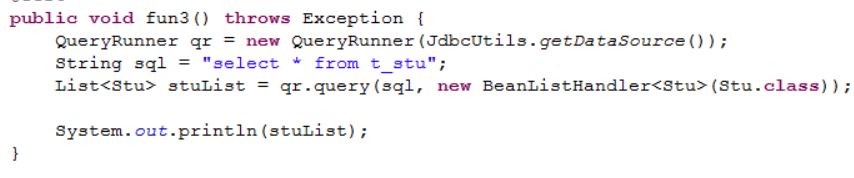 public void fun3() throws Exception {
    QueryRunner qr = new QueryRunner(JdbcUtils.getDataSource());
    String sql = "select * from t_stu";
    List<Stu> stuList = qr.query(sql, new BeanListHandler<Stu>(Stu.class));
    System.out.println(stuList);
}